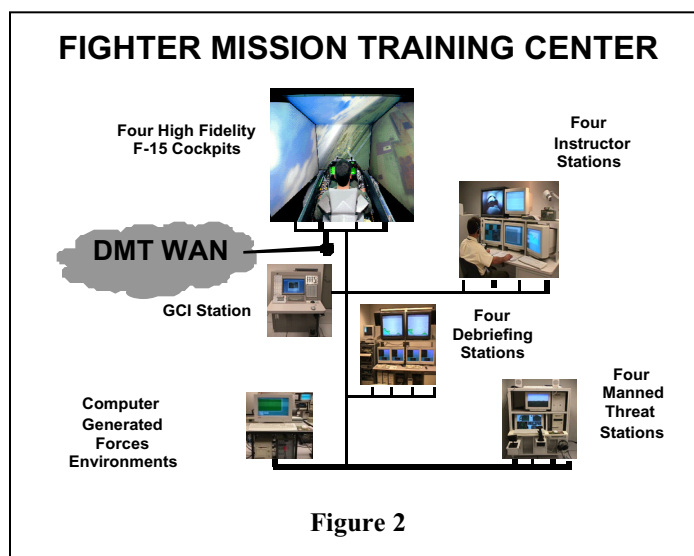 FIGHTER MISSION TRAINING CENTER
Four High Fidelity
F-15 Cockpits
Four
Instructor
Stations
DMT WAN
GCI Station
Four
Debriefing
Stations
Computer
Generated
Forces
Environments
Four
Manned
Threat
Stations
Figure 2